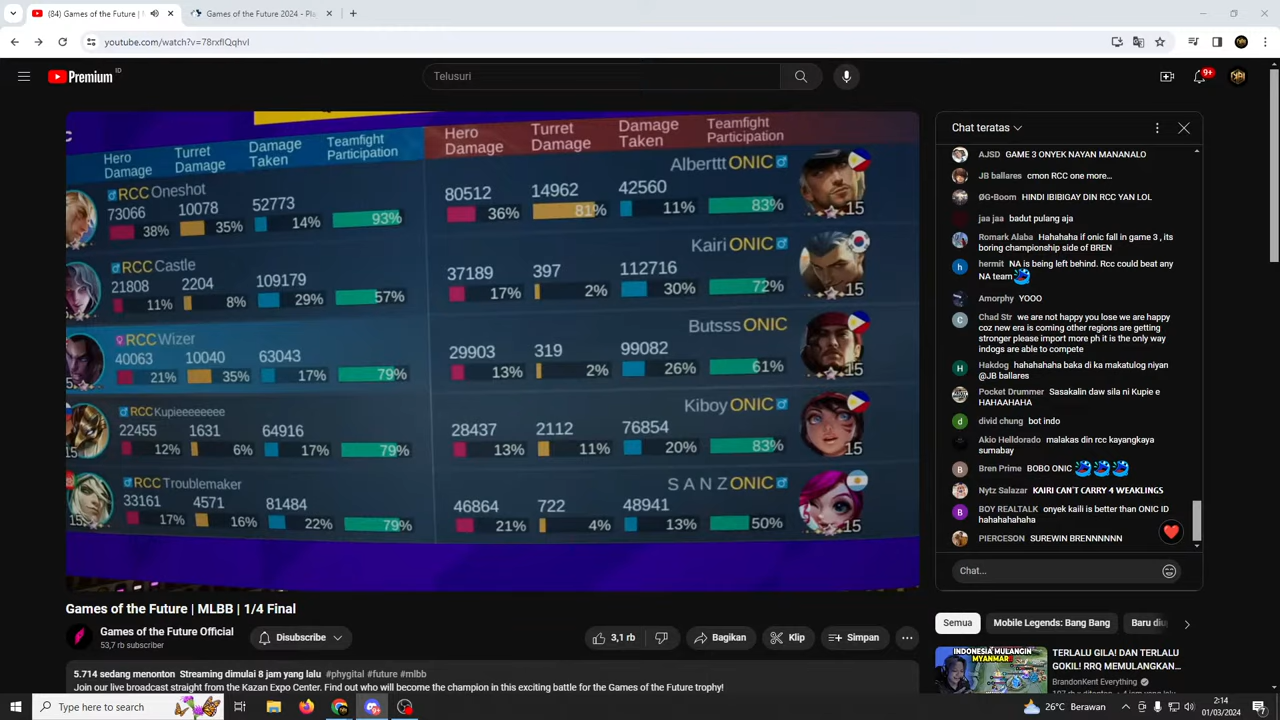 (84) Games of the Future |
Games of the Future 2024 - Pla
youtube.com/watch?v=78rxflQqhvI
Premium ID
Telusuri
9+
Hero Damage
Turret Damage
Damage Taken
Teamfight Participation
RCC Oneshot
73066 10078 52773
38% 35% 14% 93%
RCC Castle
21808 2204 109179
11% 8% 29% 57%
RCC Wizer
40063 10040 63043
21% 35% 17% 79%
RCC Kupieeeeeeee
22455 1631 64916
12% 6% 17% 79%
RCC Troublemaker
33161 4571 81484
17% 16% 22% 79%
Hero Damage
Turret Damage
Damage Taken
Teamfight Participation
Alberttt ONIC
80512 14962 42560
36% 81% 11% 83%
15
Kairi ONIC
37189 397 112716
17% 2% 30% 72%
15
Butsss ONIC
29903 319 99082
13% 2% 26% 61%
15
Kiboy ONIC
28437 2112 76854
13% 11% 20% 83%
15
S A N Z ONIC
46864 722 48941
21% 4% 13% 50%
15
Games of the Future | MLBB | 1/4 Final
Games of the Future Official
53,7 rb subscriber
Disubscribe
3,1 rb
Bagikan
Klip
Simpan
5.714 sedang menonton Streaming dimulai 8 jam yang lalu #phygital #future #mlbb
Join our live broadcast straight from the Kazan Expo Center. Find out who will become the champion in this exciting battle for the Games of the Future trophy!
Chat teratas
AJSD GAME 3 ONYEK NAYAN MANANALO
JB ballares cmon RCC one more...
ØG-Boom HINDI IBIBIGAY DIN RCC YAN LOL
jaa jaa badut pulang aja
Romark Alaba Hahahaha if onic fall in game 3 , its
boring championship side of BREN
hermit NA is being left behind. Rcc could beat any
NA team
Amorphy YOOO
Chad Str we are not happy you lose we are happy
coz new era is coming other regions are getting
stronger please import more ph it is the only way
indogs are able to compete
Hakdog hahahahaha baka di ka makatulog niyan
@JB ballares
Pocket Drummer Sasakalin daw sila ni Kupie e
HAHAAHAHA
divid chung bot indo
Akio Helldorado malakas din rcc kayangkaya
sumabay
Bren Prime BOBO ONIC
Nytz Salazar KAIRI CAN'T CARRY 4 WEAKLINGS
BOY REALTALK onyek kaili is better than ONIC ID
hahahahahaha
PIERCESON SUREWIN BRENNNNNN
Chat...
Semua
Mobile Legends: Bang Bang
Baru
INDONESIA MULANGIN
MYANMAR
TERLALU GILA! DAN TERLALU
GOKIL! RRQ MEMULANGKAN...
BrandonKent Everything
Type here to search
26°C Berawan
2:14
01/03/2024